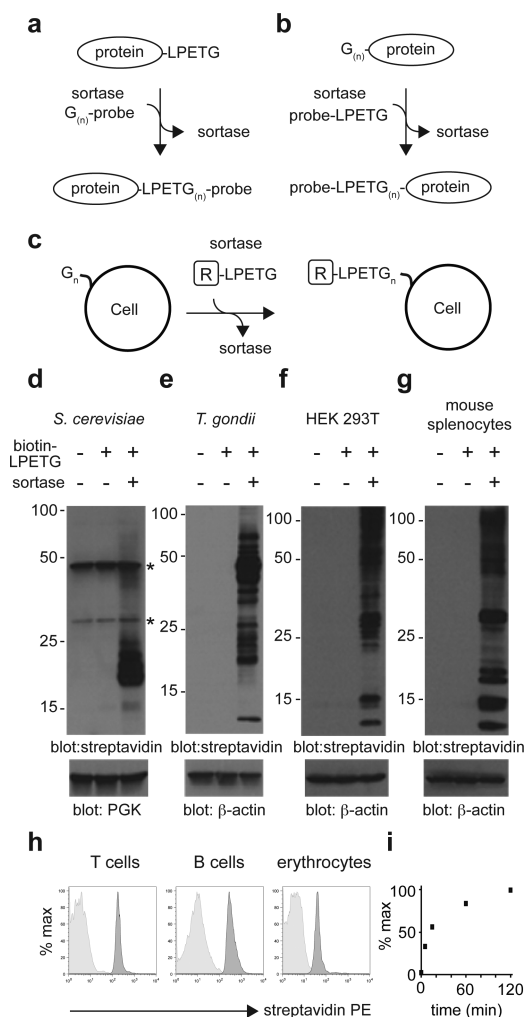 a b
protein -LPETG
G(n)- protein
sortase
G(n)-probe
sortase
sortase
probe-LPETG
sortase
protein -LPETG(n)-probe
probe-LPETG(n)- protein
c
Gn
Cell
sortase
R -LPETG
sortase
R -LPETGn
Cell
d e f g
S. cerevisiae T. gondii HEK 293T mouse splenocytes
biotin-LPETG - + + - + + - + + - + +
sortase - - + - - + - - + - - +
100- 100- 100- 100-
50- 50- 50- 50-
25- 25- 25- 25-
15- 15- 15- 15-
*
*
blot:streptavidin blot:streptavidin blot:streptavidin blot:streptavidin
blot: PGK blot: β-actin blot: β-actin blot: β-actin
h i
T cells B cells erythrocytes
% max
streptavidin PE
% max
100
50
0
0 60 120
time (min)